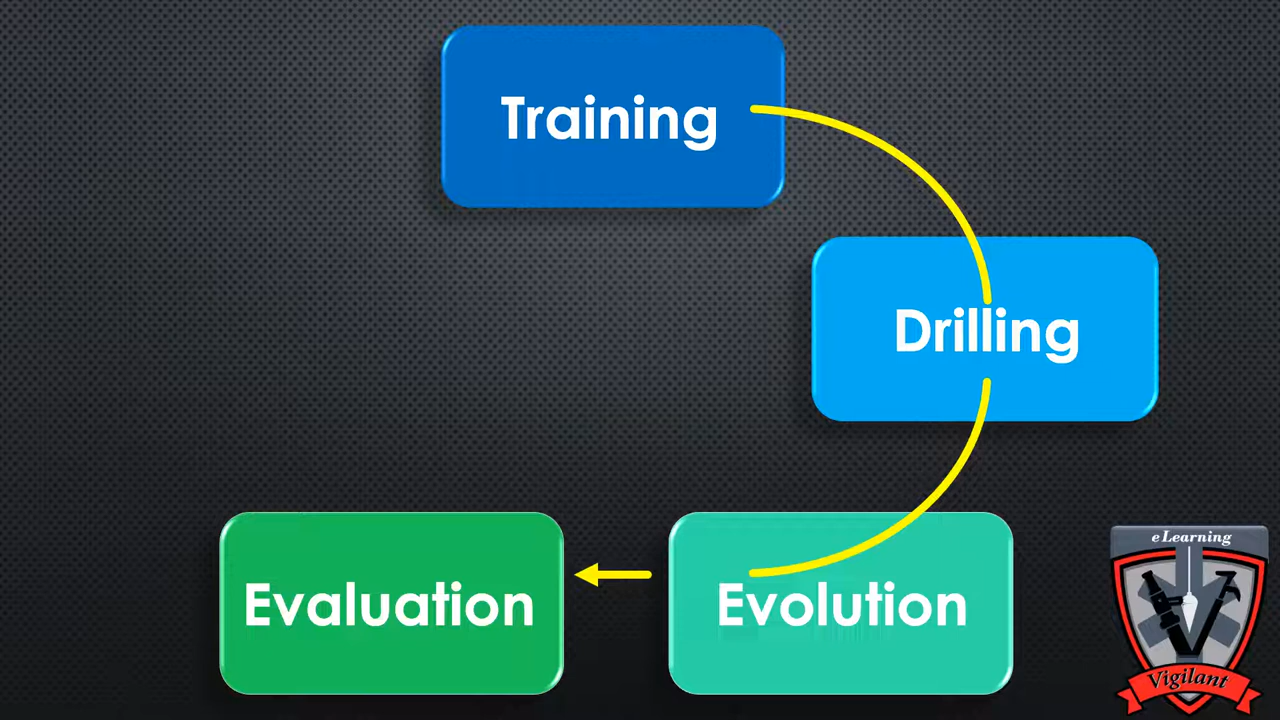 Training
Drilling
Evaluation
Evolution
eLearning
Vigilant